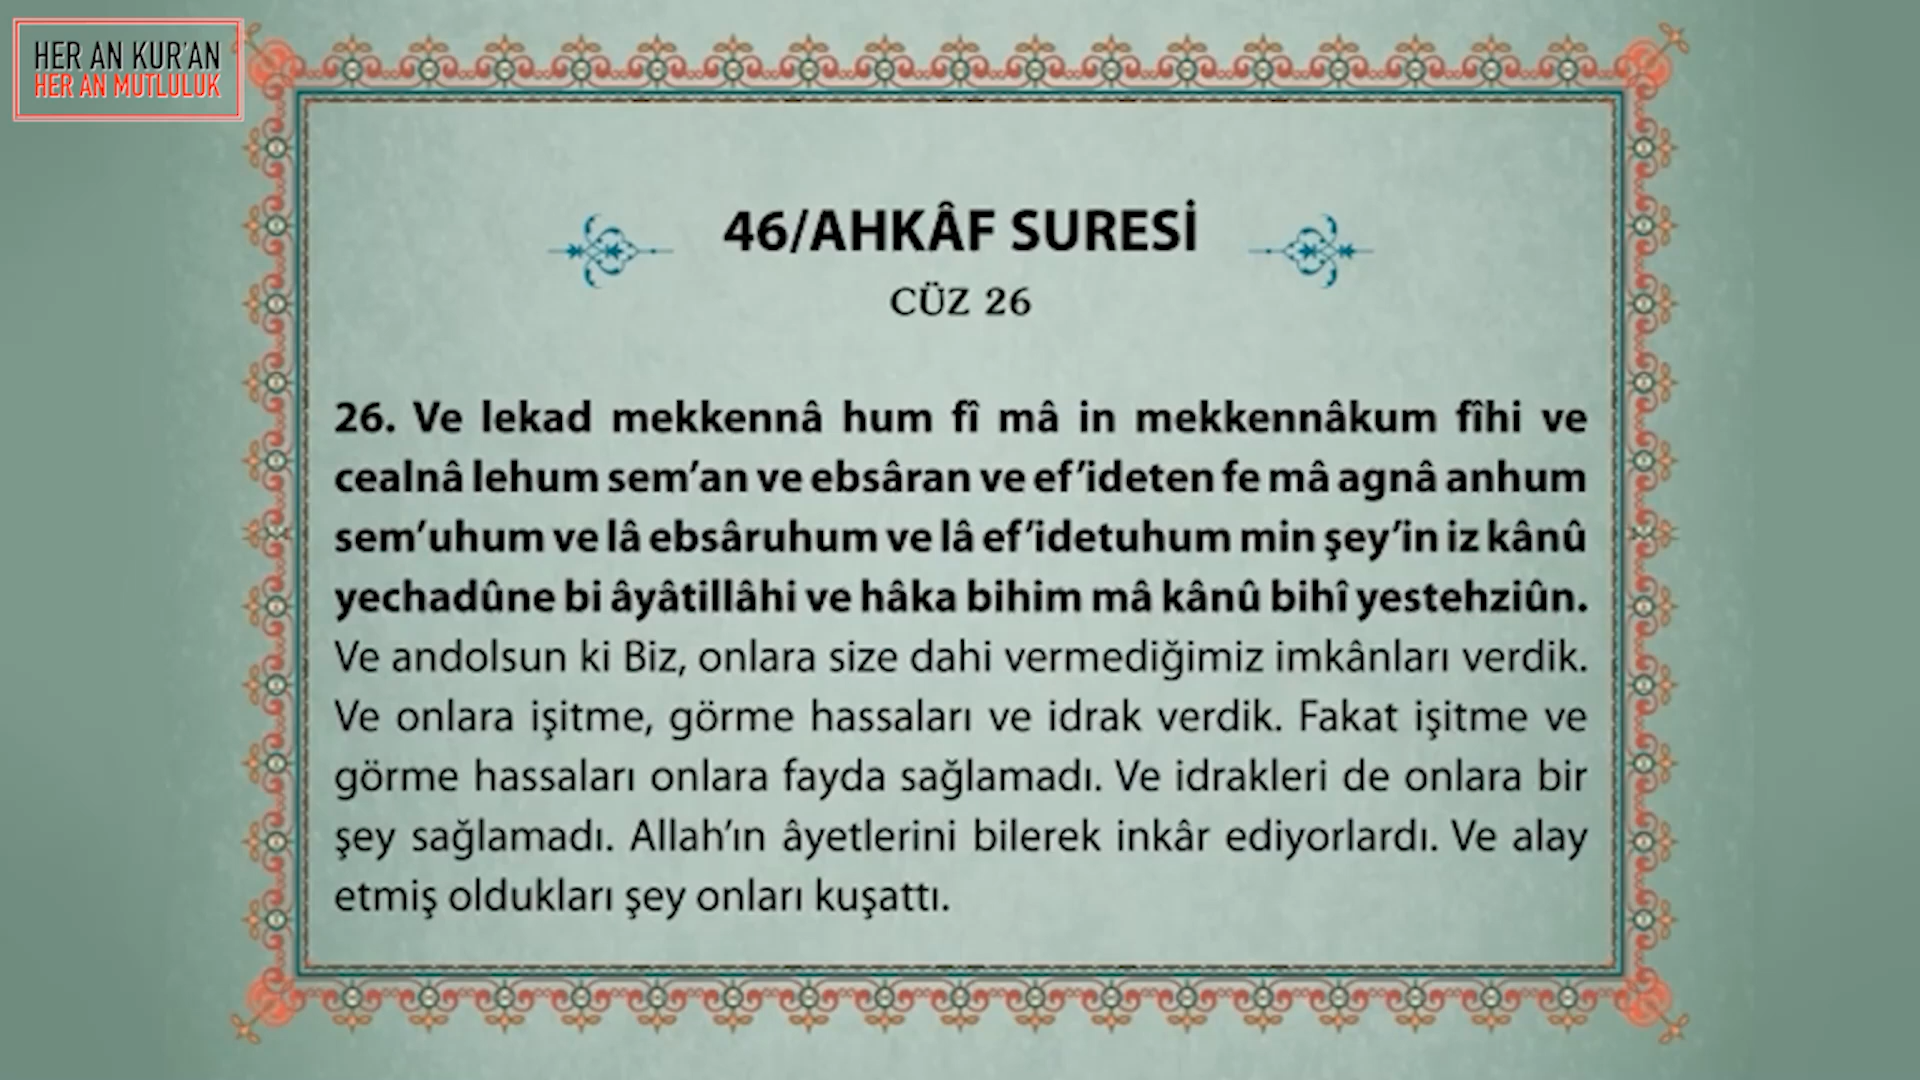 HER AN KUR'AN
HER AN MUTLULUK
46/AHKÂF SURESİ
CÜZ 26
26. Ve lekad mekkennâ hum fî mâ in mekkennâkum fîhi ve
cealnâ lehum sem’an ve ebsâran ve ef’ideten fe mâ agnâ anhum
sem’uhum ve lâ ebsâruhum ve lâ ef’idetuhum min şey’in iz kânû
yechadûne bi âyâtillâhi ve hâka bihim mâ kânû bihî yestehziûn.
Ve andolsun ki Biz, onlara size dahi vermediğimiz imkânları verdik.
Ve onlara işitme, görme hassaları ve idrak verdik. Fakat işitme ve
görme hassaları onlara fayda sağlamadı. Ve idrakleri de onlara bir
şey sağlamadı. Allah’ın âyetlerini bilerek inkâr ediyorlardı. Ve alay
etmiş oldukları şey onları kuşattı.